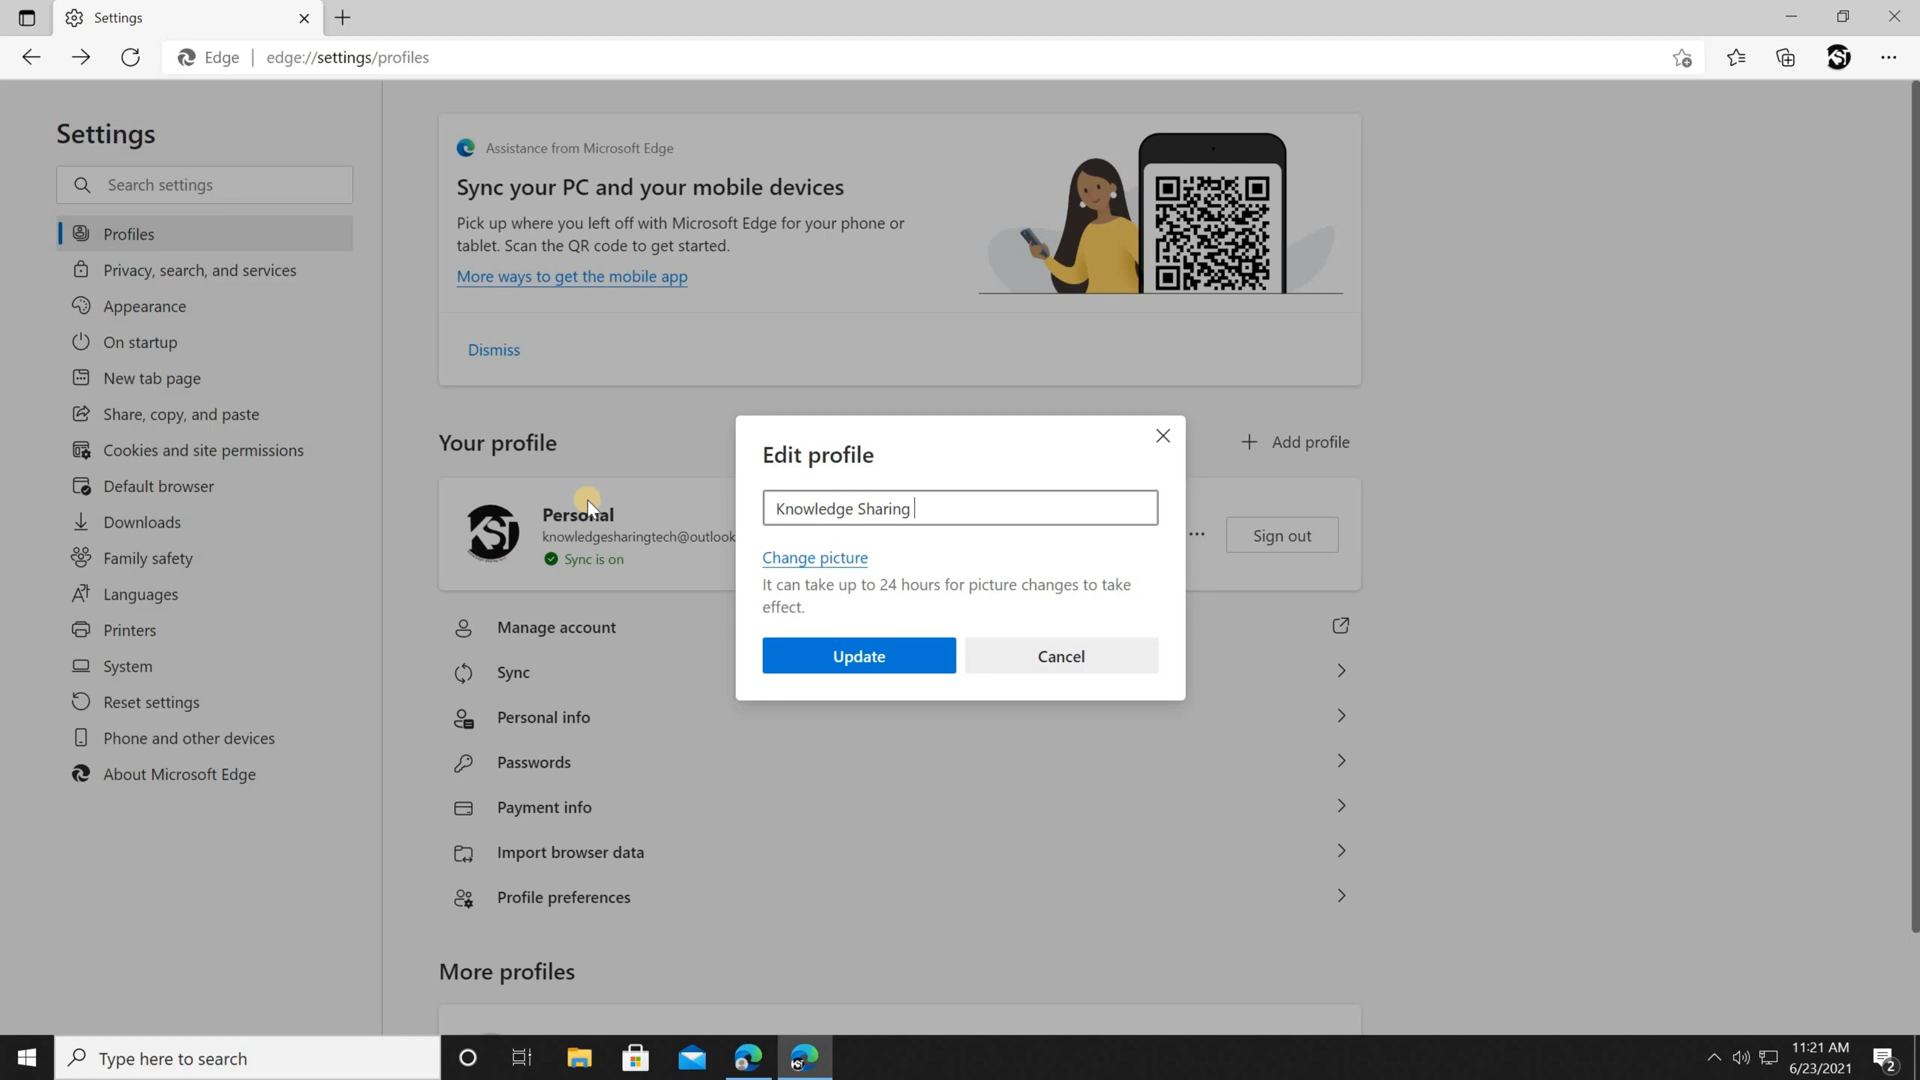 Settings
Edge
edge://settings/profiles
KST
Settings
Search settings
Profiles
Privacy, search, and services
Appearance
On startup
New tab page
Share, copy, and paste
Cookies and site permissions
Default browser
Downloads
Family safety
Languages
Printers
System
Reset settings
Phone and other devices
About Microsoft Edge
Assistance from Microsoft Edge
Sync your PC and your mobile devices
Pick up where you left off with Microsoft Edge for your phone or
tablet. Scan the QR code to get started.
More ways to get the mobile app
Dismiss
Your profile
Add profile
KST
Personal
knowledgesharingtech@outlook
Sync is on
Sign out
Edit profile
Knowledge Sharing
Change picture
It can take up to 24 hours for picture changes to take
effect.
Update
Cancel
Manage account
Sync
Personal info
Passwords
Payment info
Import browser data
Profile preferences
More profiles
Type here to search
11:21 AM
6/23/2021
2